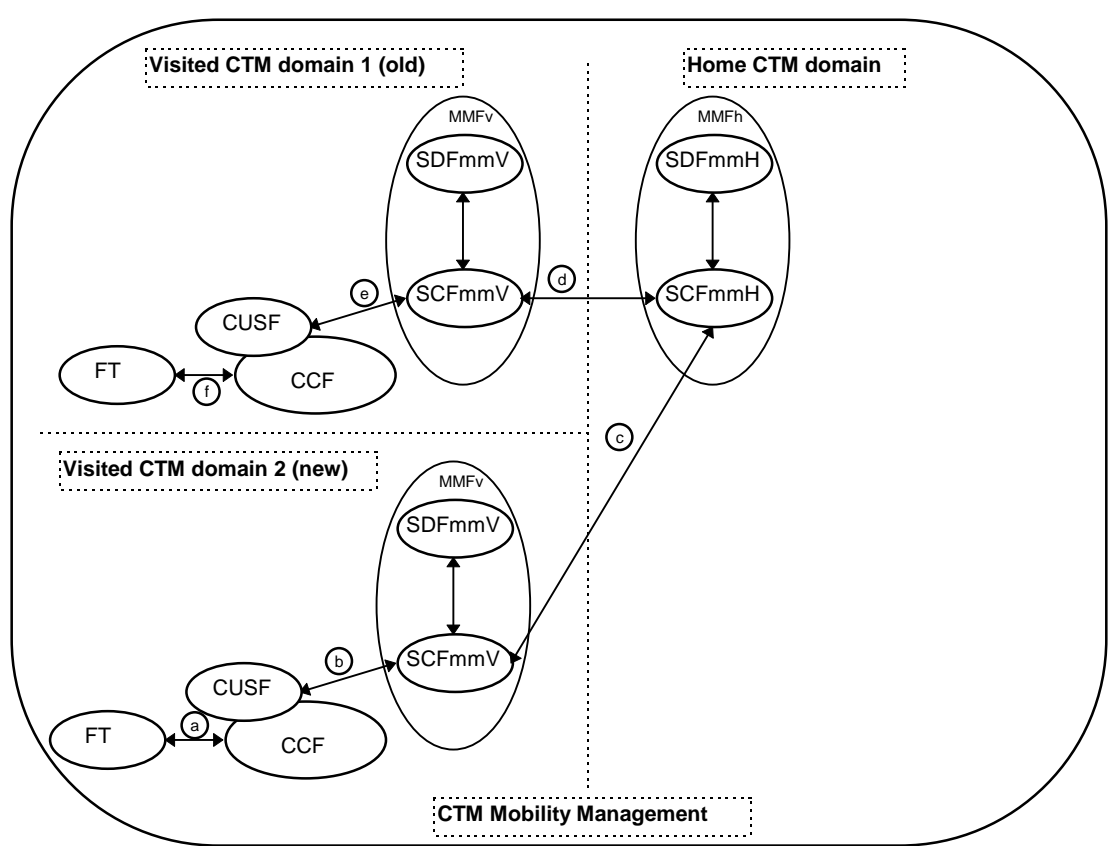 Visited CTM domain 1 (old)
Home CTM domain
MMFv
SDFmmV
MMFh
SDFmmH
d
e
SCFmmV
SCFmmH
CUSF
FT
CCF
f
c
Visited CTM domain 2 (new)
MMFv
SDFmmV
b
SCFmmV
CUSF
a
FT
CCF
CTM Mobility Management